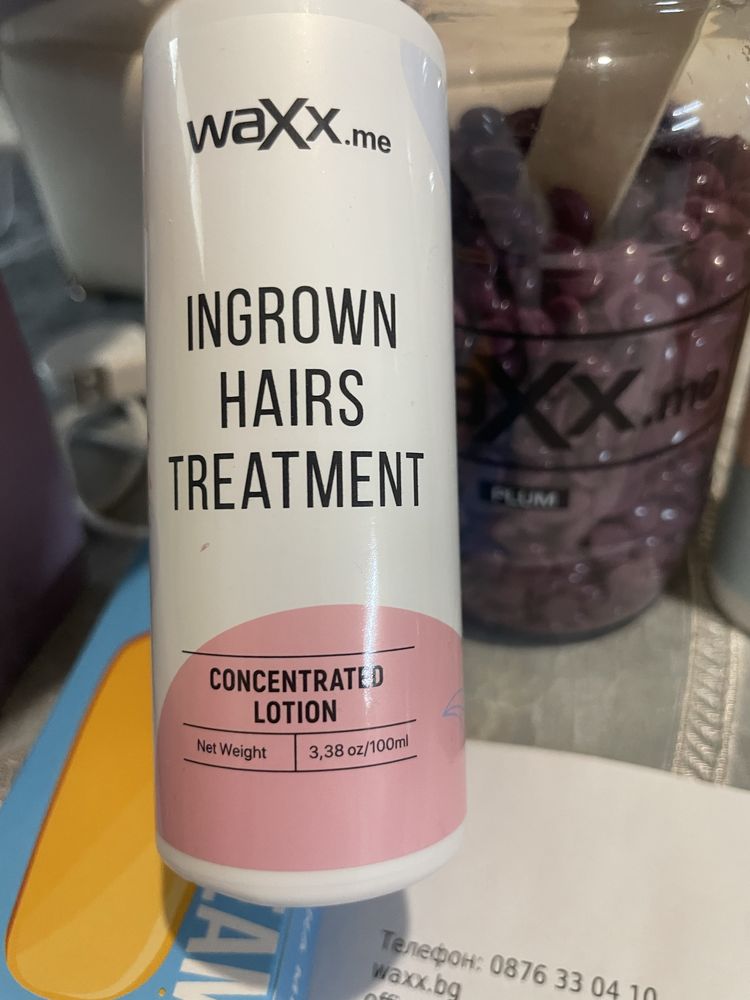 waXx.me
INGROWN
HAIRS
TREATMENT
CONCENTRATED
LOTION
Net Weight
3,38 oz/100ml
Xx.me
PLUM
Телефон: 0876 33 04 10
waxx.bg